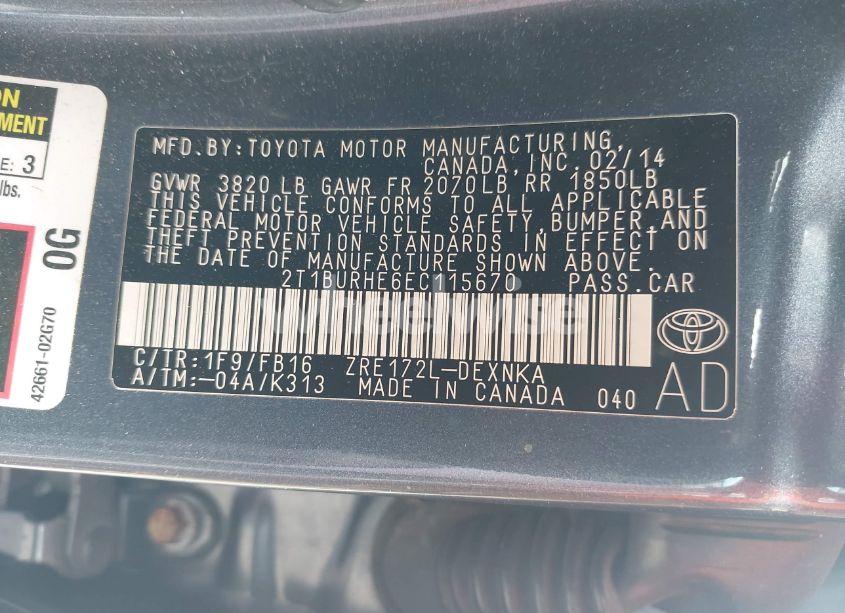 ON
MENT
E: 3
lbs.
0G
42661-02G70
MFD.BY:TOYOTA MOTOR MANUFACTURING,
CANADA,INC.02/14
GVWR 3820 LB GAWR FR 2070LB RR 1850LB
THIS VEHICLE CONFORMS TO ALL APPLICABLE
FEDERAL MOTOR VEHICLE SAFETY,BUMPER,AND
THEFT PREVENTION STANDARDS IN EFFECT ON
THE DATE OF MANUFACTURE SHOWN ABOVE.
2T1BURHE6EC115670 PASS.CAR
wheelwise
C/TR:1F9/FB16 ZRE172L-DEXNKA
A/TM:-04A/K313 MADE IN CANADA 040
AD